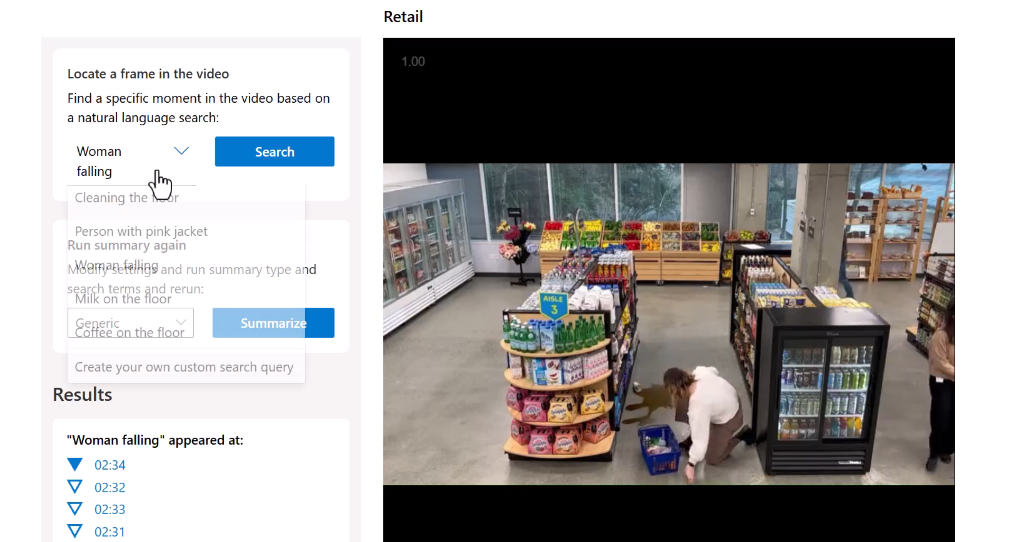 Retail
Locate a frame in the video
Find a specific moment in the video based on
a natural language search:
Woman
falling
Search
Cleaning the floor
Person with pink jacket
Run summary again
Woman falling
Modify settings and run summary type and
search terms and rerun:
Milk on the floor
Generic
Summarize
Coffee on the floor
Create your own custom search query
Results
"Woman falling" appeared at:
02:34
02:32
02:33
02:31
1.00
AISLE
3